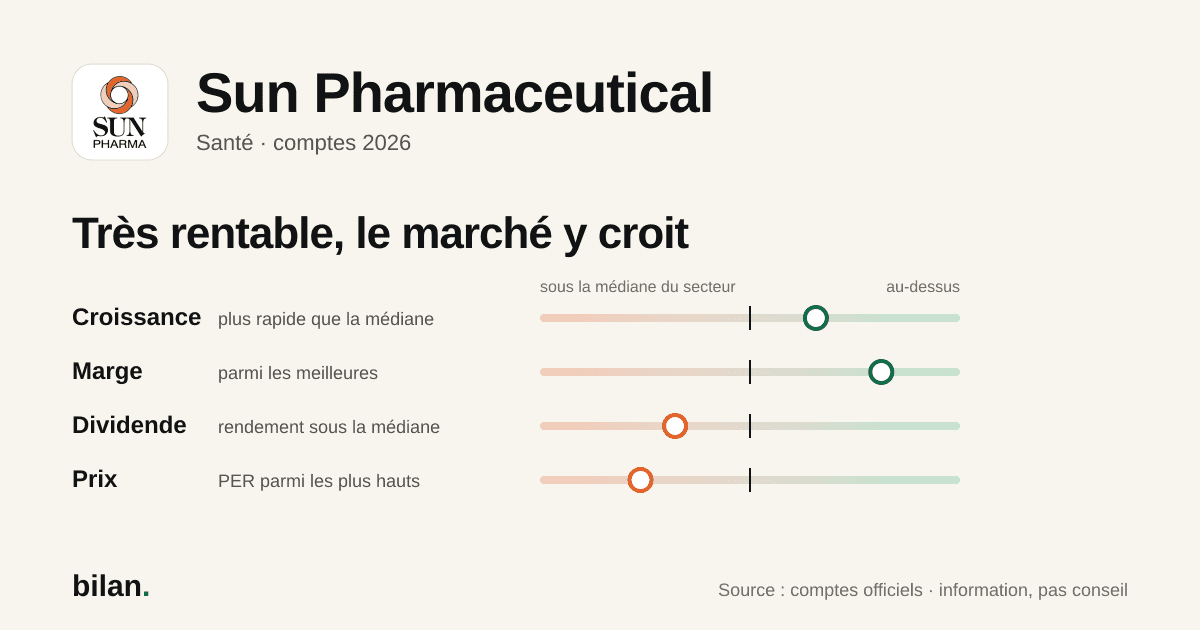 SUN
PHARMA
Sun Pharmaceutical
Santé · comptes 2026
Très rentable, le marché y croit
sous la médiane du secteur au-dessus
Croissance plus rapide que la médiane
Marge parmi les meilleures
Dividende rendement sous la médiane
Prix PER parmi les plus hauts
bilan.
Source : comptes officiels · information, pas conseil